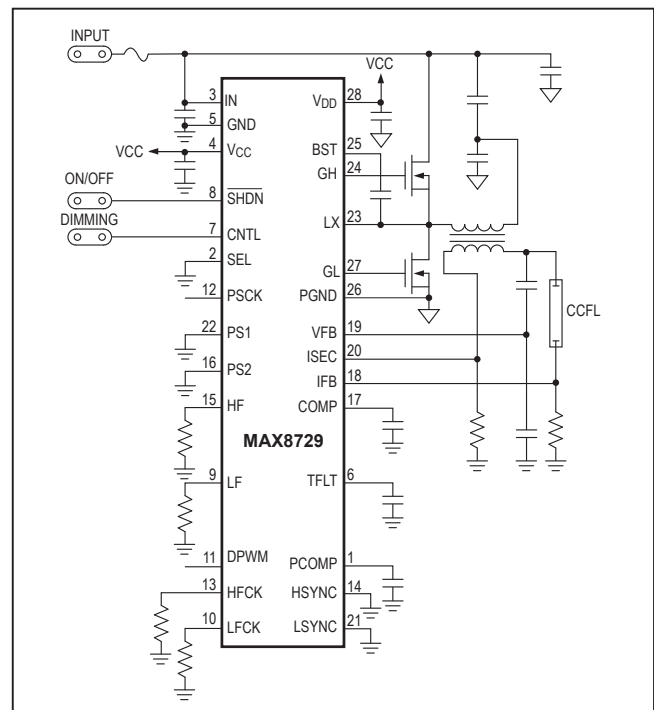 INPUT
VCC
3
IN
V_DD
28
5
GND
BST
25
VCC
4
V_CC
GH
24
ON/OFF
8
SHDN
LX
23
DIMMING
7
CNTL
2
SEL
GL
27
12
PSCK
PGND
26
CCFL
22
PS1
VFB
19
16
PS2
ISEC
20
IFB
18
15
HF
COMP
17
MAX8729
9
LF
TFLT
6
11
DPWM
PCOMP
1
13
HFCK
HSYNC
14
10
LFCK
LSYNC
21